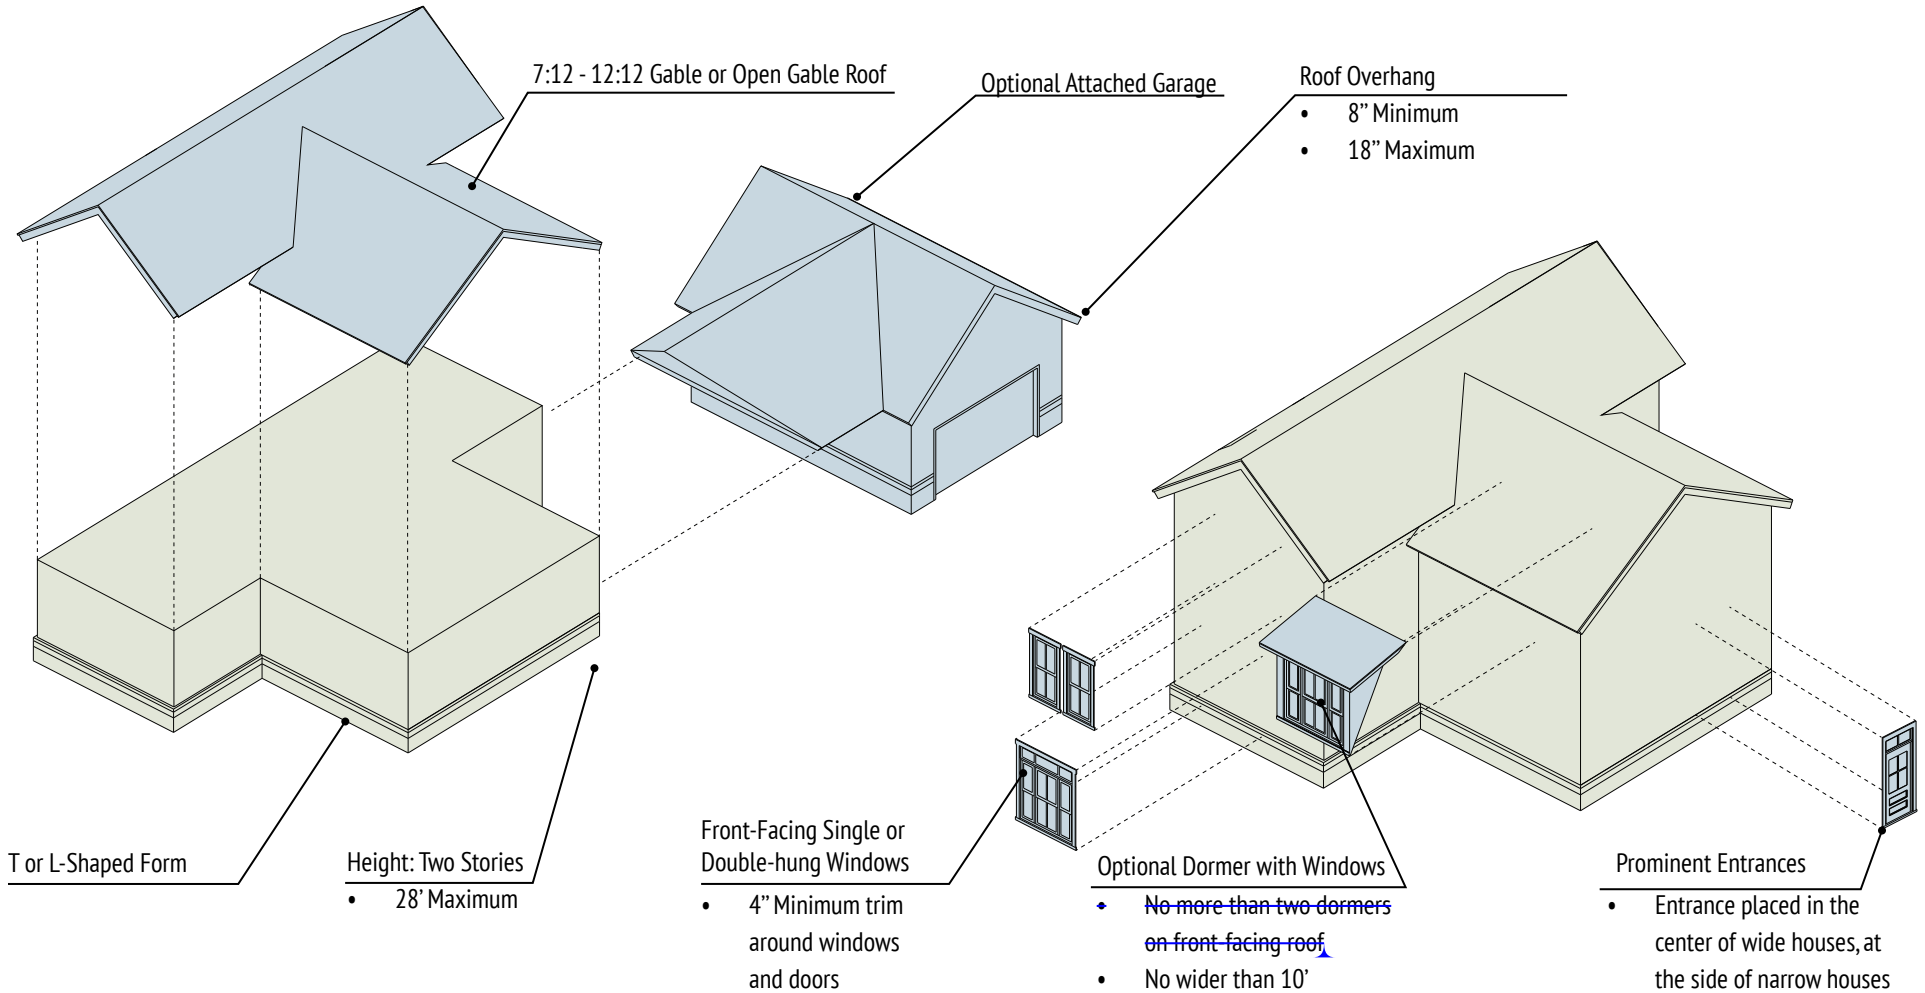 7:12 - 12:12 Gable or Open Gable Roof
Optional Attached Garage
Roof Overhang
• 8” Minimum
• 18” Maximum
T or L-Shaped Form
Height: Two Stories
• 28’ Maximum
Front-Facing Single or
Double-hung Windows
• 4” Minimum trim
around windows
and doors
Optional Dormer with Windows
• No more than two dormers
on front-facing roof
• No wider than 10’
Prominent Entrances
• Entrance placed in the
center of wide houses, at
the side of narrow houses